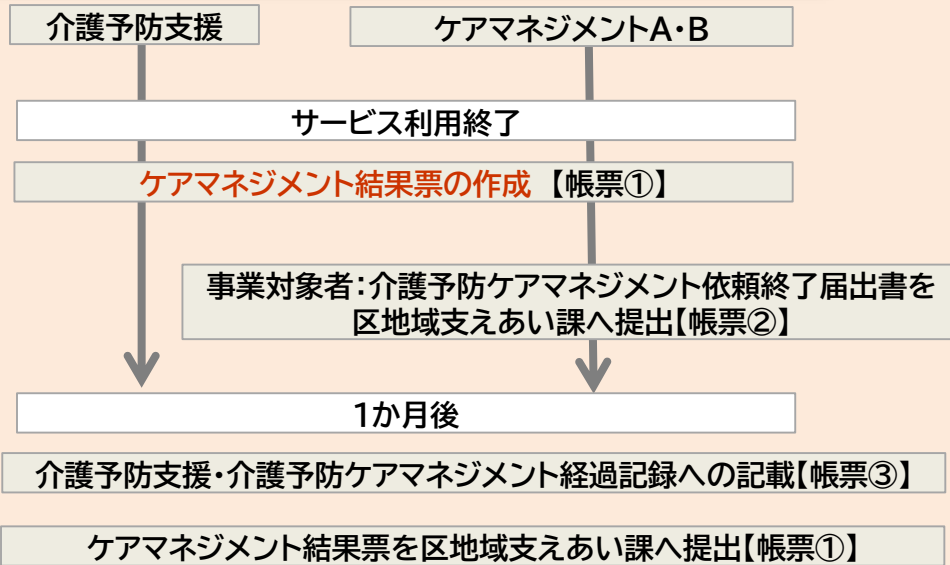 介護予防支援
ケアマネジメントA・B
サービス利用終了
ケアマネジメント結果票の作成 【帳票①】
事業対象者：介護予防ケアマネジメント依頼終了届出書を
区地域支えあい課へ提出【帳票②】
1か月後
介護予防支援・介護予防ケアマネジメント経過記録への記載【帳票③】
ケアマネジメント結果票を区地域支えあい課へ提出【帳票①】